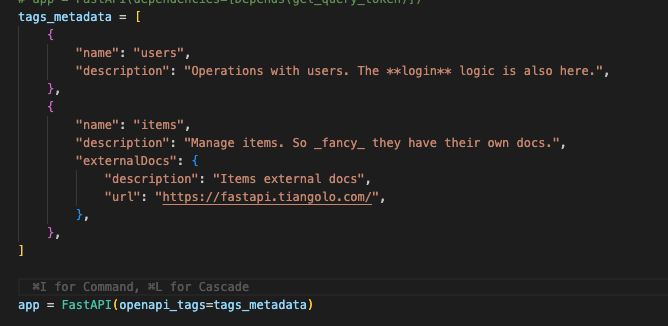 # app = FastAPI(dependencies=[Depends(get_query_token)])
tags_metadata = [
    {
        "name": "users",
        "description": "Operations with users. The **login** logic is also here.",
    },
    {
        "name": "items",
        "description": "Manage items. So _fancy_ they have their own docs.",
        "externalDocs": {
            "description": "Items external docs",
            "url": "https://fastapi.tiangolo.com/",
        },
    },
]
⌘I for Command, ⌘L for Cascade
app = FastAPI(openapi_tags=tags_metadata)